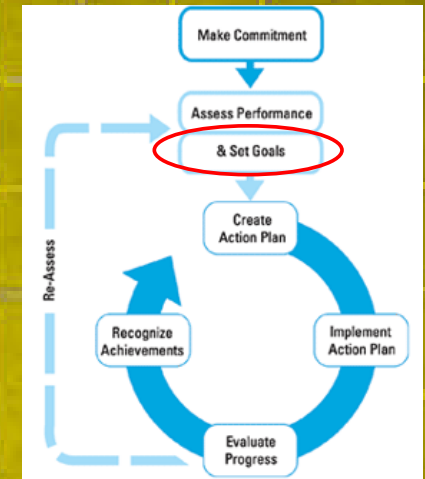 Make Commitment
Assess Performance
& Set Goals
Create
Action Plan
Implement
Action Plan
Evaluate
Progress
Recognize
Achievements
Re-Assess